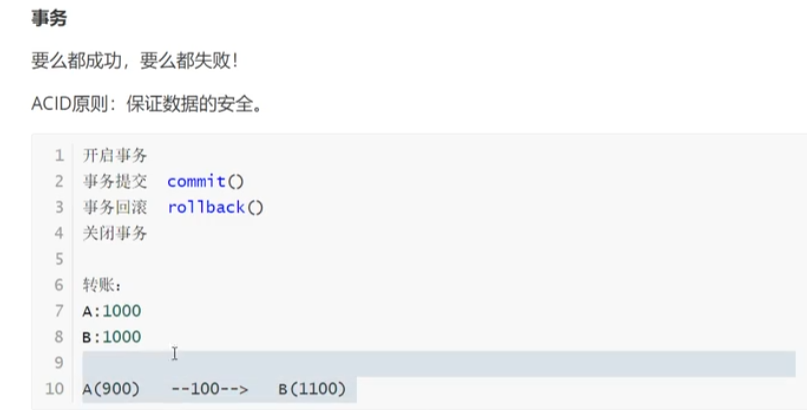 事务
要么都成功，要么都失败！
ACID原则：保证数据的安全。
1 开启事务
2 事务提交 commit()
3 事务回滚 rollback()
4 关闭事务
5
6 转账：
7 A:1000
8 B:1000
9
10 A(900) --100--> B(1100)